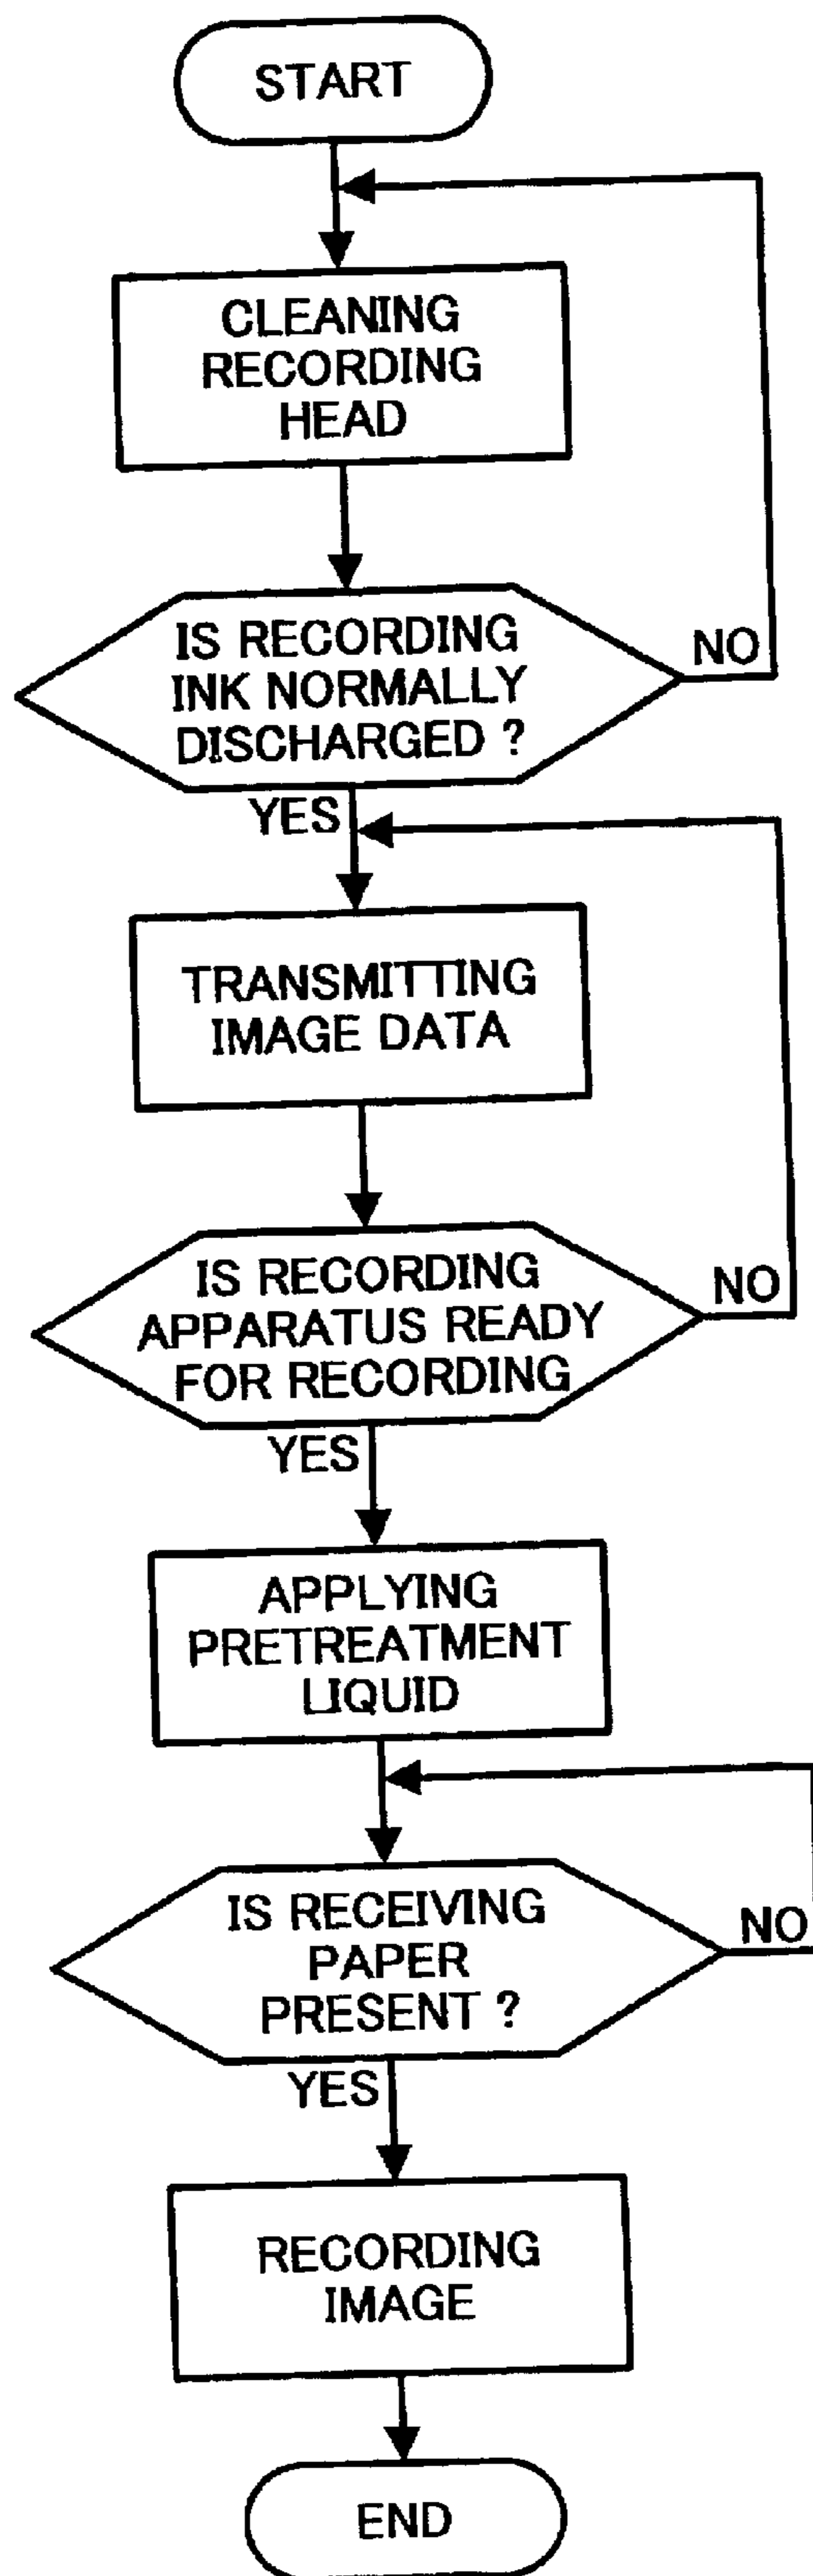 START
CLEANING
RECORDING
HEAD
IS RECORDING
INK NORMALLY
DISCHARGED ?
NO
YES
TRANSMITTING
IMAGE DATA
IS RECORDING
APPARATUS READY
FOR RECORDING
NO
YES
APPLYING
PRETREATMENT
LIQUID
IS RECEIVING
PAPER
PRESENT ?
NO
YES
RECORDING
IMAGE
END